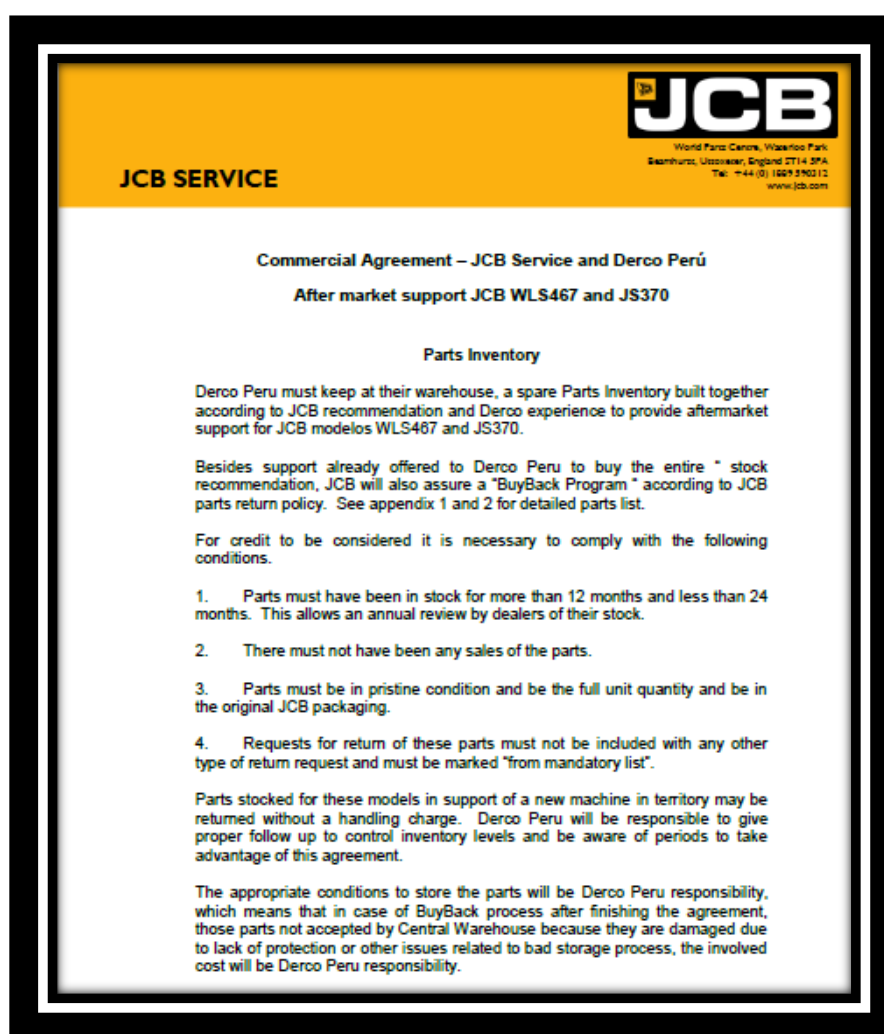 JCB
World Parts Centre, Waterloo Park
Beamhurst, Uttoxeter, England ST14 5PA
Tel: +44 (0) 1889 590312
www.jcb.com
JCB SERVICE
Commercial Agreement – JCB Service and Derco Perú
After market support JCB WLS467 and JS370
Parts Inventory
Derco Peru must keep at their warehouse, a spare Parts Inventory built together
according to JCB recommendation and Derco experience to provide aftermarket
support for JCB modelos WLS467 and JS370.
Besides support already offered to Derco Peru to buy the entire " stock
recommendation, JCB will also assure a "BuyBack Program " according to JCB
parts return policy. See appendix 1 and 2 for detailed parts list.
For credit to be considered it is necessary to comply with the following
conditions.
1. Parts must have been in stock for more than 12 months and less than 24
months. This allows an annual review by dealers of their stock.
2. There must not have been any sales of the parts.
3. Parts must be in pristine condition and be the full unit quantity and be in
the original JCB packaging.
4. Requests for return of these parts must not be included with any other
type of return request and must be marked "from mandatory list".
Parts stocked for these models in support of a new machine in territory may be
returned without a handling charge. Derco Peru will be responsible to give
proper follow up to control inventory levels and be aware of periods to take
advantage of this agreement.
The appropriate conditions to store the parts will be Derco Peru responsibility,
which means that in case of BuyBack process after finishing the agreement,
those parts not accepted by Central Warehouse because they are damaged due
to lack of protection or other issues related to bad storage process, the involved
cost will be Derco Peru responsibility.